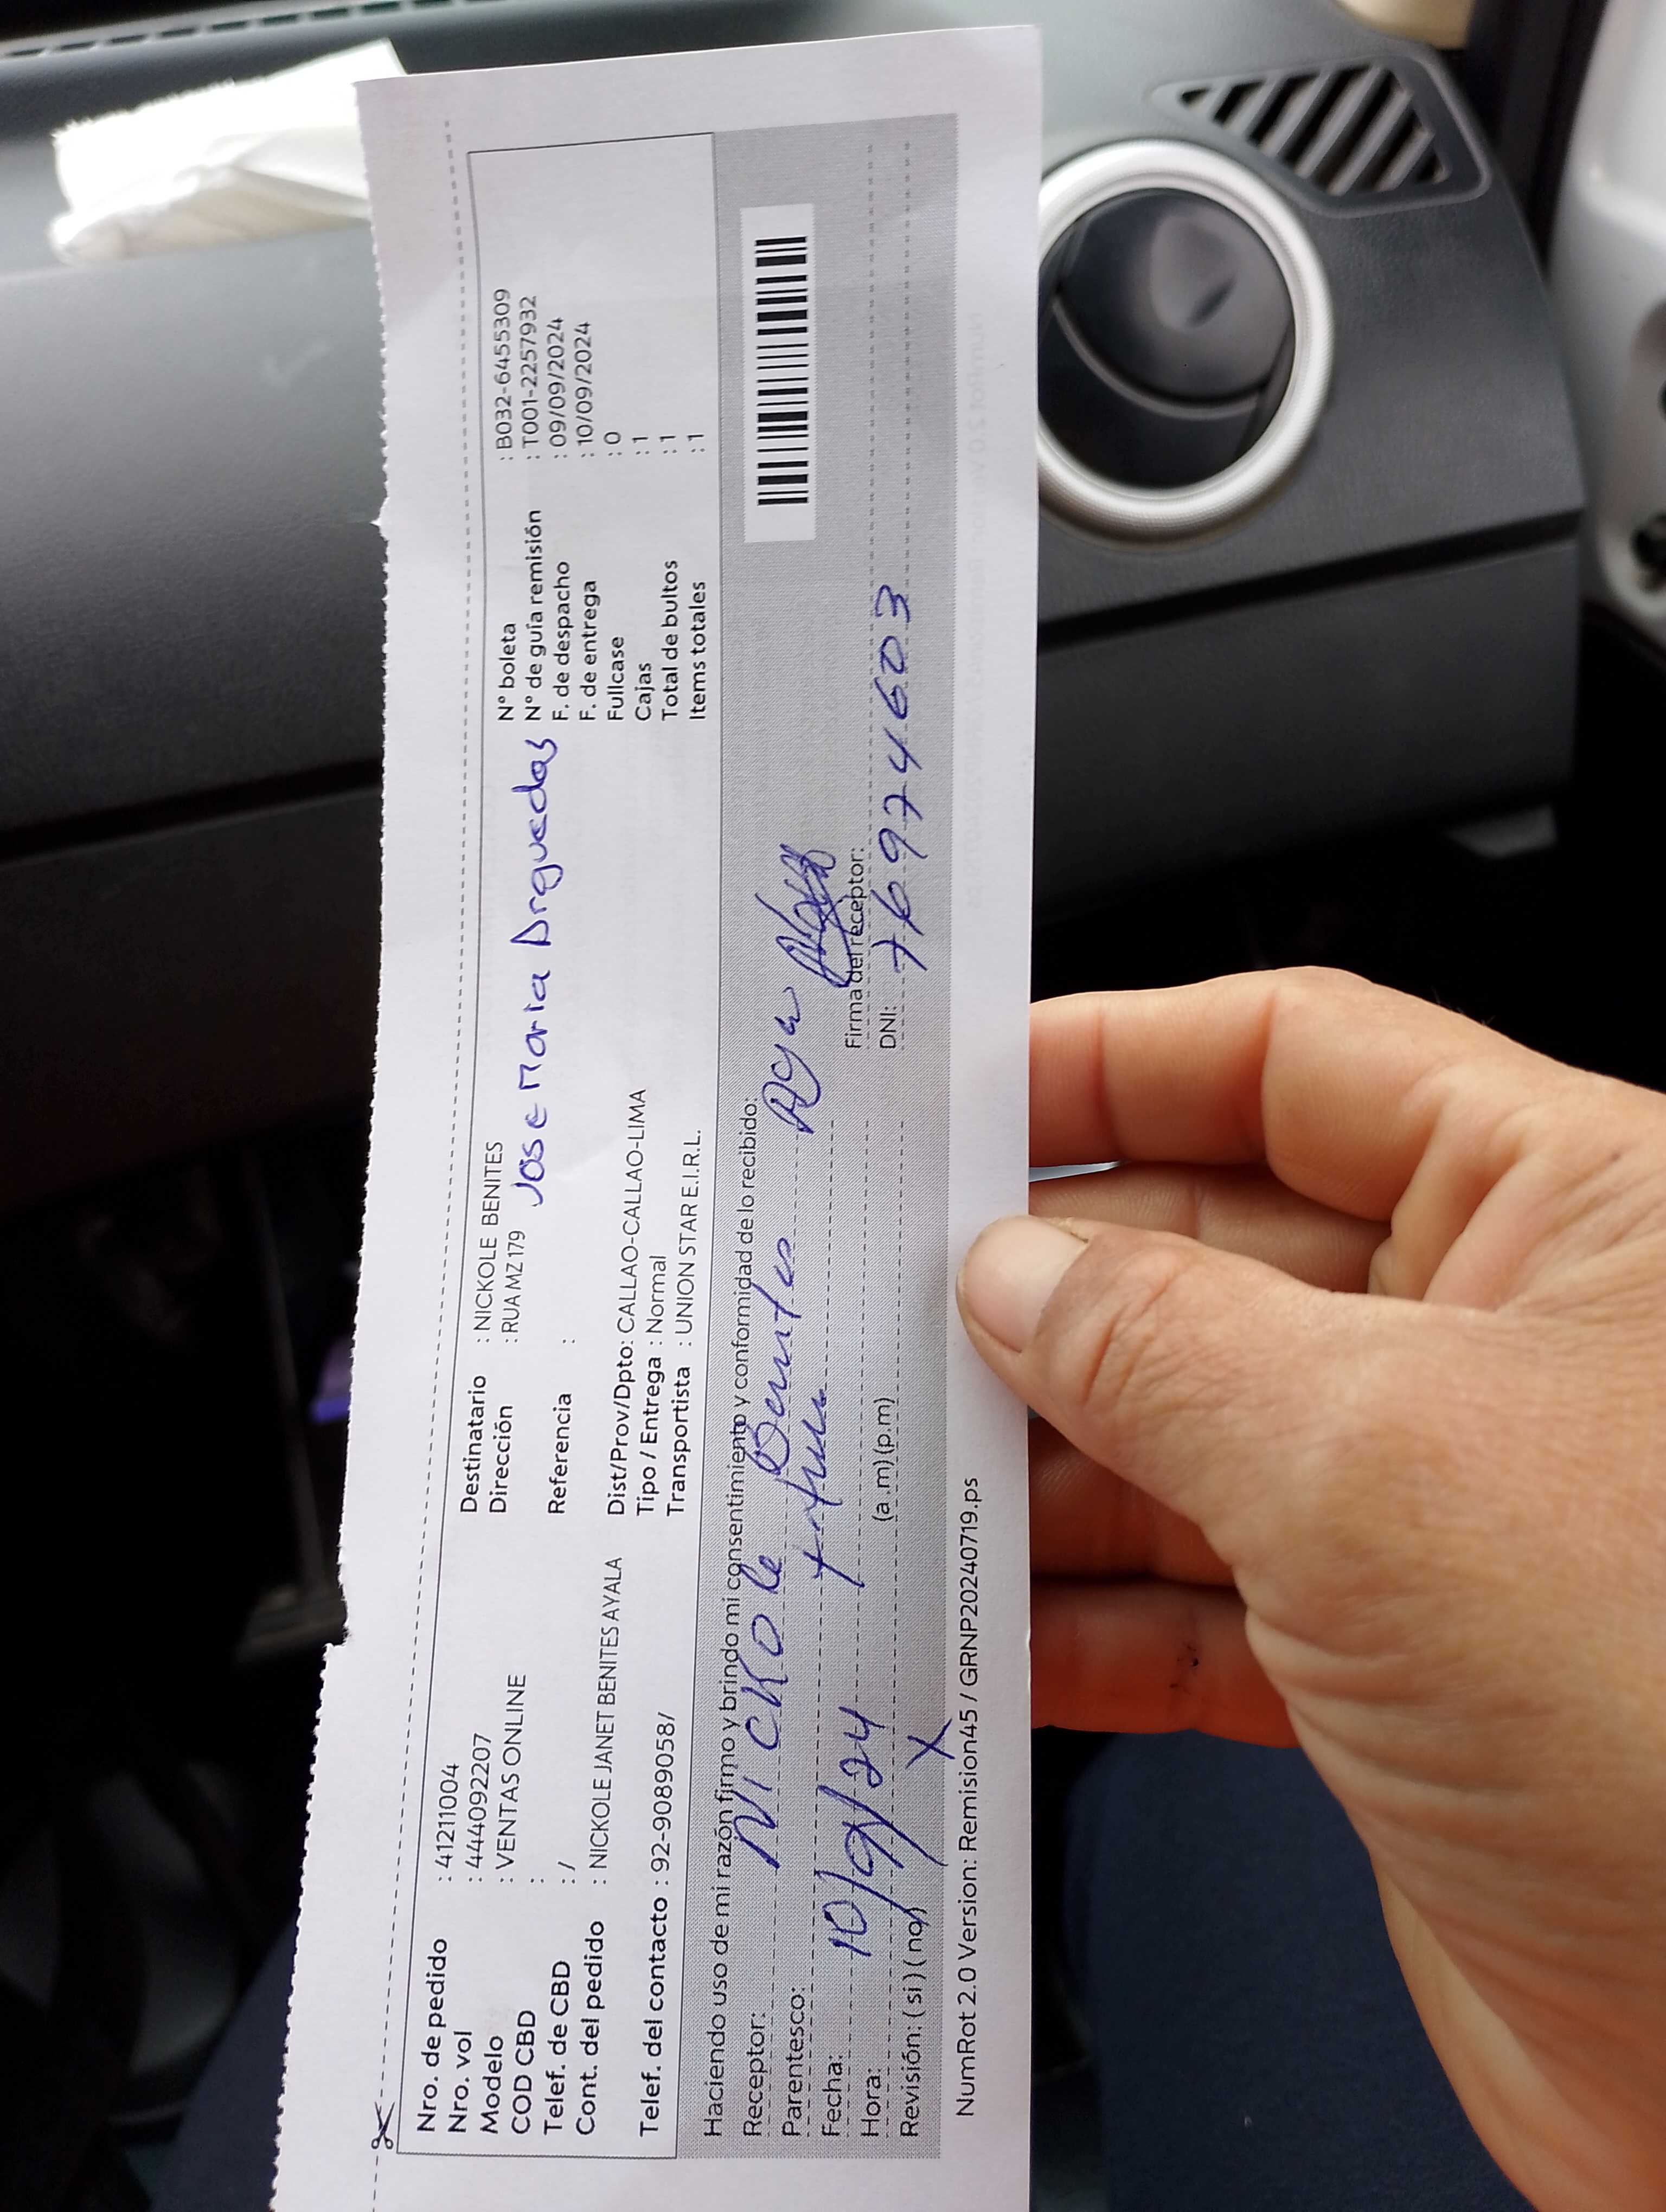 Nro. de pedido : 41211004
Nro. vol : 444092207
Modelo : VENTAS ONLINE
COD CBD :
Telef. de CBD : /
Cont. del pedido : NICKOLE JANET BENITES AYALA
Telef. del contacto : 92-9089058/
Destinatario : NICKOLE BENITES
Dirección : RUA MZ 179
Jose Maria Arguedas
Referencia :
Dist/Prov/Dpto: CALLAO-CALLAO-LIMA
Tipo / Entrega : Normal
Transportista : UNION STAR E.I.R.L.
N° boleta : B032-6455309
N° de guía remisión : T001-2257932
F. de despacho : 09/09/2024
F. de entrega : 10/09/2024
Fullcase : 0
Cajas : 1
Total de bultos : 1
Items totales : 1
Haciendo uso de mi razón firmo y brindo mi consentimiento y conformidad de lo recibido:
Receptor: Nickole Benites
Parentesco:
Fecha: 10/9/24
Hora: (a .m) (p.m)
Revisión: ( si ) ( no ) X
Firma del receptor:
DNI: 76974603
NumRot 2.0 Version: Remision45 / GRNP20240719.ps